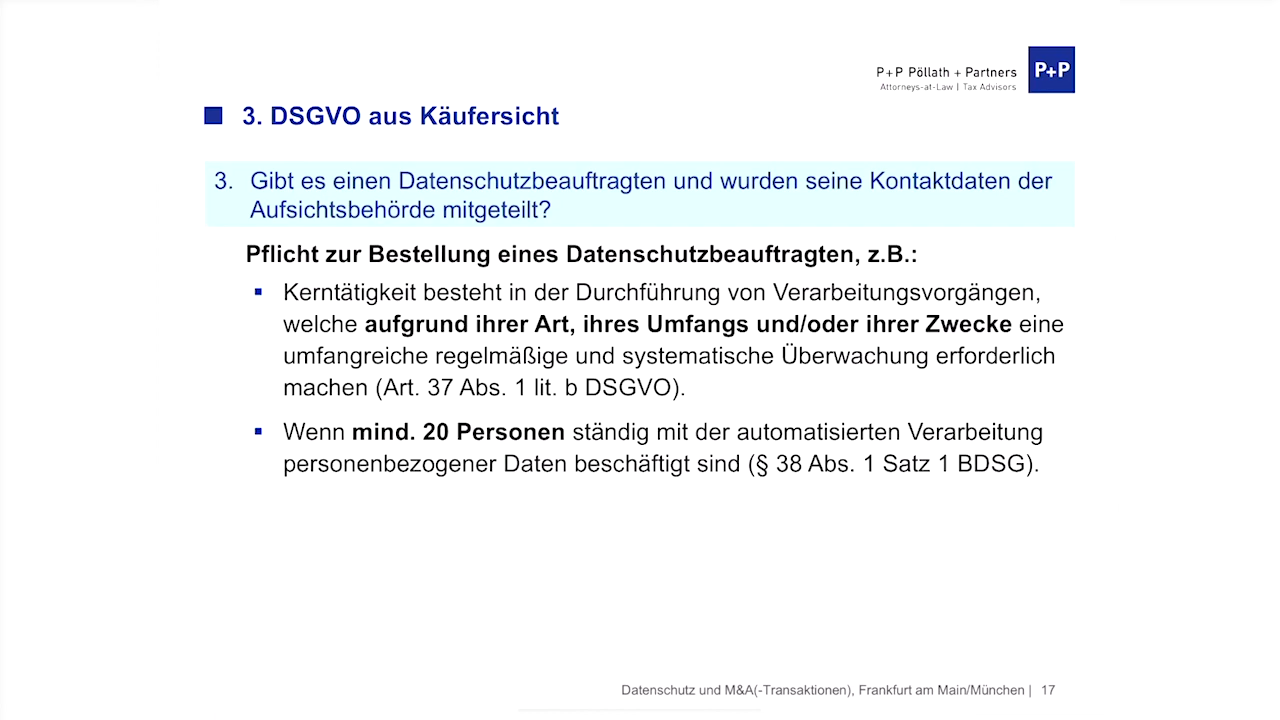 P+P Pöllath + Partners
Attorneys-at-Law | Tax Advisors
P+P
3. DSGVO aus Käufersicht
3. Gibt es einen Datenschutzbeauftragten und wurden seine Kontaktdaten der
Aufsichtsbehörde mitgeteilt?
Pflicht zur Bestellung eines Datenschutzbeauftragten, z.B.:
▪ Kerntätigkeit besteht in der Durchführung von Verarbeitungsvorgängen,
welche aufgrund ihrer Art, ihres Umfangs und/oder ihrer Zwecke eine
umfangreiche regelmäßige und systematische Überwachung erforderlich
machen (Art. 37 Abs. 1 lit. b DSGVO).
▪ Wenn mind. 20 Personen ständig mit der automatisierten Verarbeitung
personenbezogener Daten beschäftigt sind (§ 38 Abs. 1 Satz 1 BDSG).
Datenschutz und M&A(-Transaktionen), Frankfurt am Main/München | 17